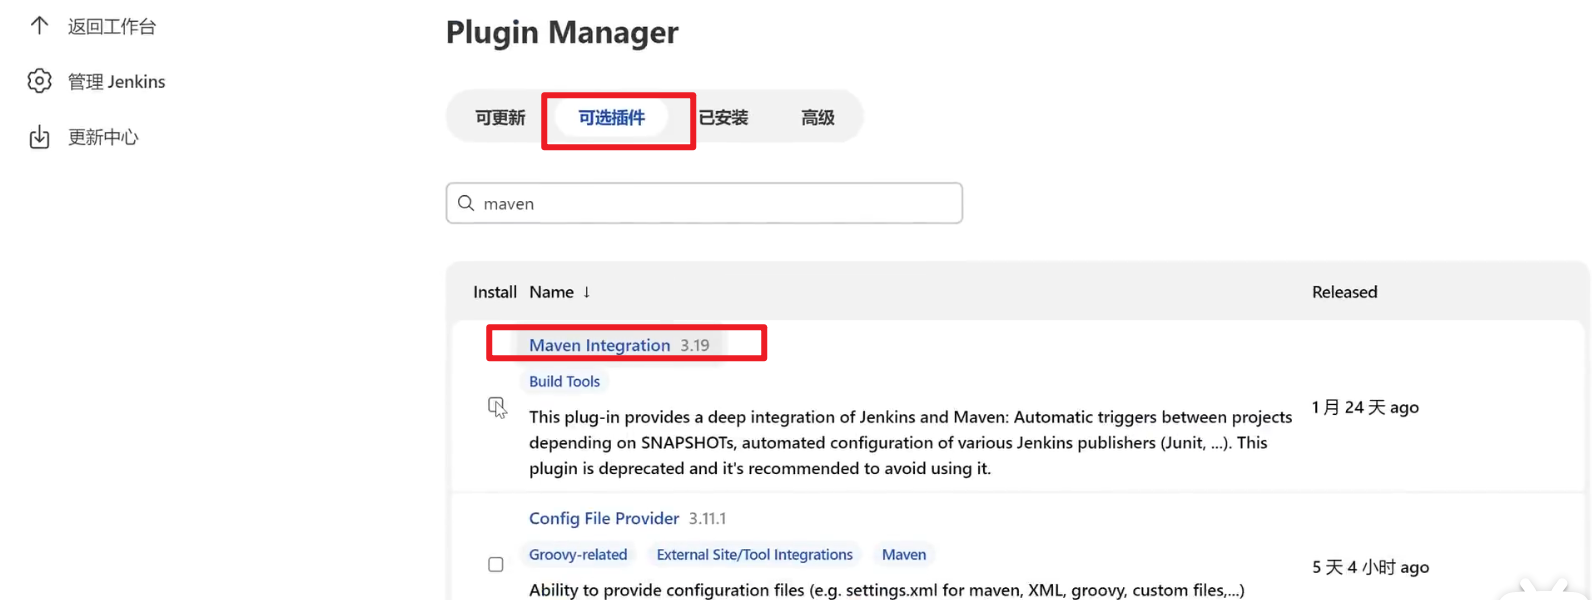 返回工作台
管理 Jenkins
更新中心
Plugin Manager
可更新 可选插件 已安装 高级
maven
Install Name ↓ Released
Maven Integration 3.19
Build Tools
This plug-in provides a deep integration of Jenkins and Maven: Automatic triggers between projects
depending on SNAPSHOTs, automated configuration of various Jenkins publishers (Junit, ...). This
plugin is deprecated and it's recommended to avoid using it.
1 月 24 天 ago
Config File Provider 3.11.1
Groovy-related External Site/Tool Integrations Maven
Ability to provide configuration files (e.g. settings.xml for maven, XML, groovy, custom files,...)
5 天 4 小时 ago